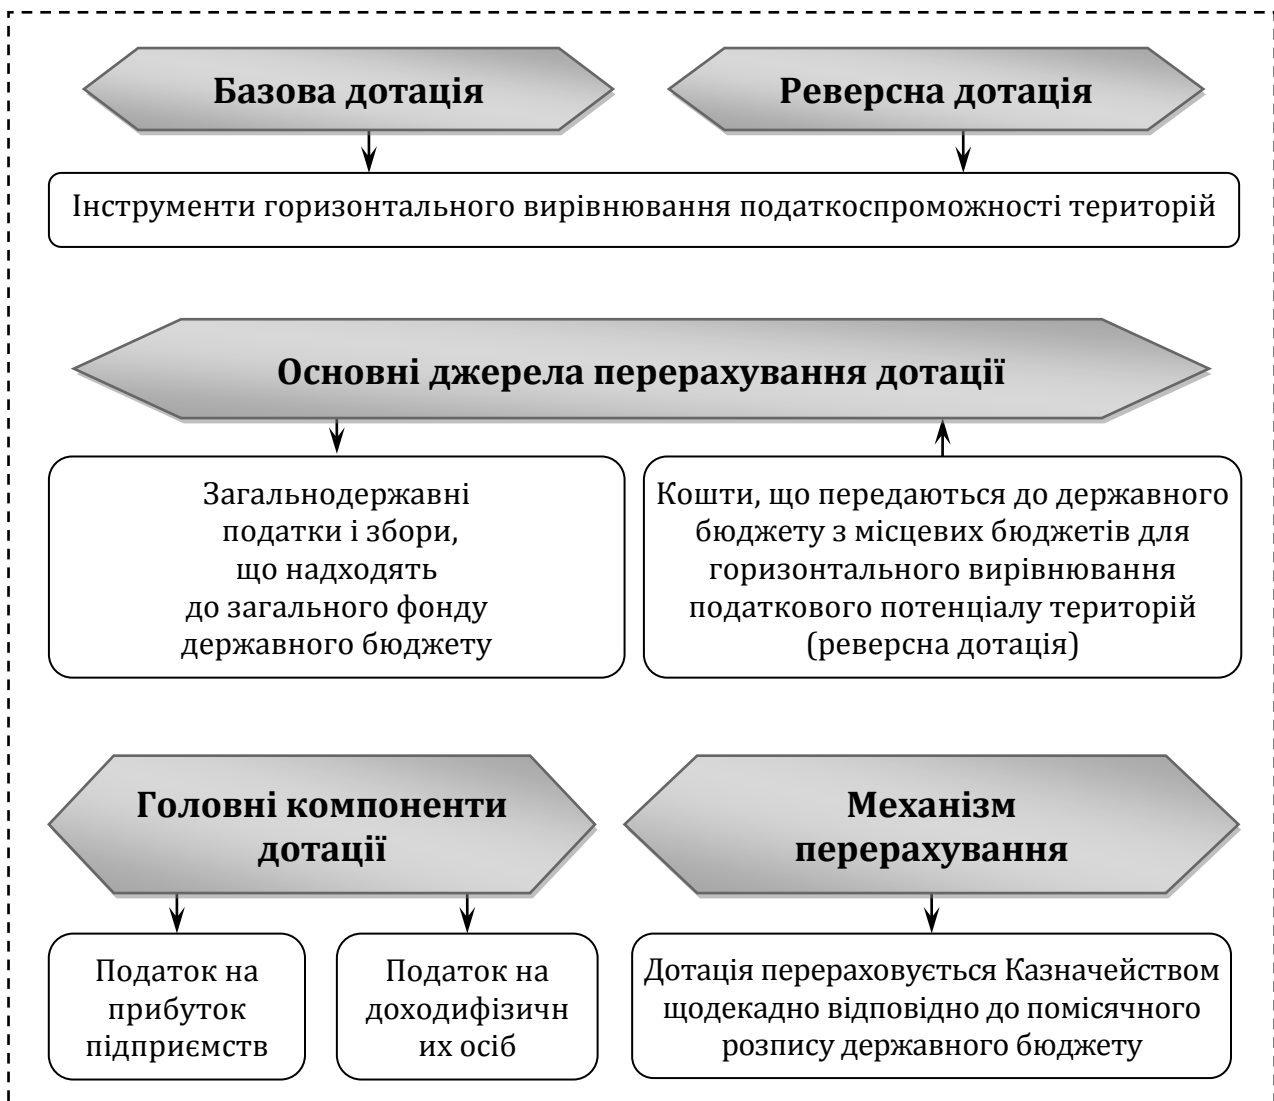 Базова дотація
Реверсна дотація
Інструменти горизонтального вирівнювання податкоспроможності територій
Основні джерела перерахування дотації
Загальнодержавні
податки і збори,
що надходять
до загального фонду
державного бюджету
Кошти, що передаються до державного
бюджету з місцевих бюджетів для
горизонтального вирівнювання
податкового потенціалу територій
(реверсна дотація)
Головні компоненти
дотації
Механізм
перерахування
Податок на
прибуток
підприємств
Податок на
доходифізичн
их осіб
Дотація перераховується Казначейством
щодекадно відповідно до помісячного
розпису державного бюджету